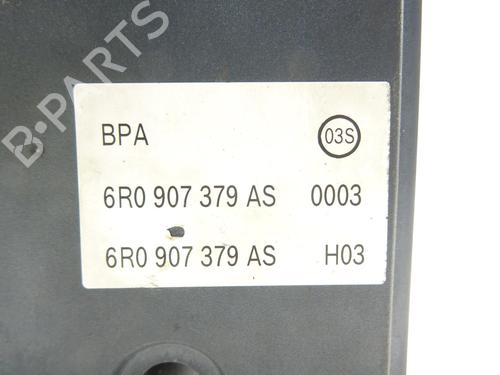 B-PARTS
BPA 03S
6R0 907 379 AS 0003
6R0 907 379 AS H03